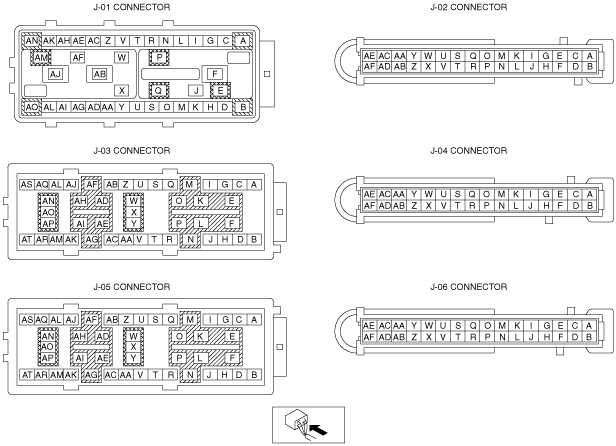 J-01 CONNECTOR
AN AK AH AE AC Z V T R N L I G C A
AM AF W P
AJ AB F
X Q J E
AO AL AI AG AD AA Y U S O M K H D B
J-02 CONNECTOR
AE AC AA Y W U S Q O M K I G E C A
AF AD AB Z X V T R P N L J H F D B
J-03 CONNECTOR
AS AQ AL AJ AF AB Z U S Q M I G C A
AN AH AD W O K E
AO X
AP AI AE Y P L F
AT AR AM AK AG AC AA V T R N J H D B
J-04 CONNECTOR
AE AC AA Y W U S Q O M K I G E C A
AF AD AB Z X V T R P N L J H F D B
J-05 CONNECTOR
AS AQ AL AJ AF AB Z U S Q M I G C A
AN AH AD W O K E
AO X
AP AI AE Y P L F
AT AR AM AK AG AC AA V T R N J H D B
J-06 CONNECTOR
AE AC AA Y W U S Q O M K I G E C A
AF AD AB Z X V T R P N L J H F D B